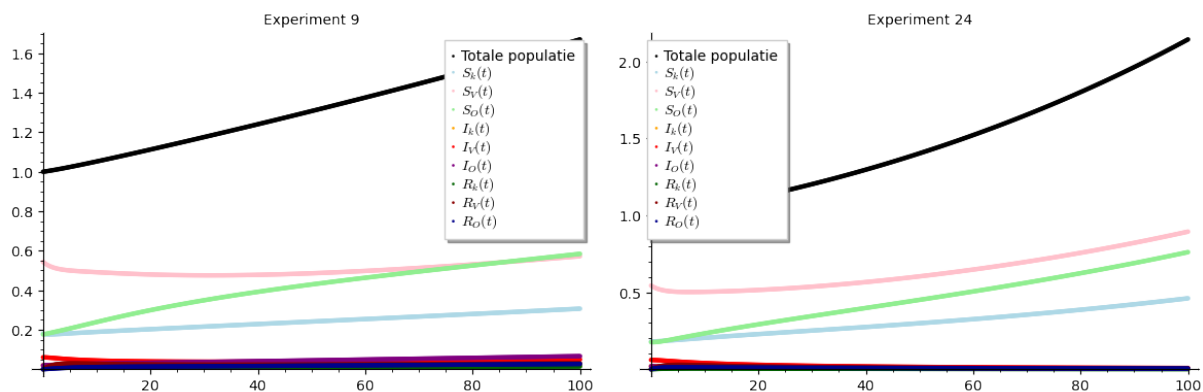 Experiment 9
1.6
1.4
1.2
1.0
0.8
0.6
0.4
0.2
20 40 60 80 100
Totale populatie
S_k(t)
S_V(t)
S_O(t)
I_k(t)
I_V(t)
I_O(t)
R_k(t)
R_V(t)
R_O(t)
Experiment 24
2.0
1.5
1.0
0.5
20 40 60 80 100
Totale populatie
S_k(t)
S_V(t)
S_O(t)
I_k(t)
I_V(t)
I_O(t)
R_k(t)
R_V(t)
R_O(t)